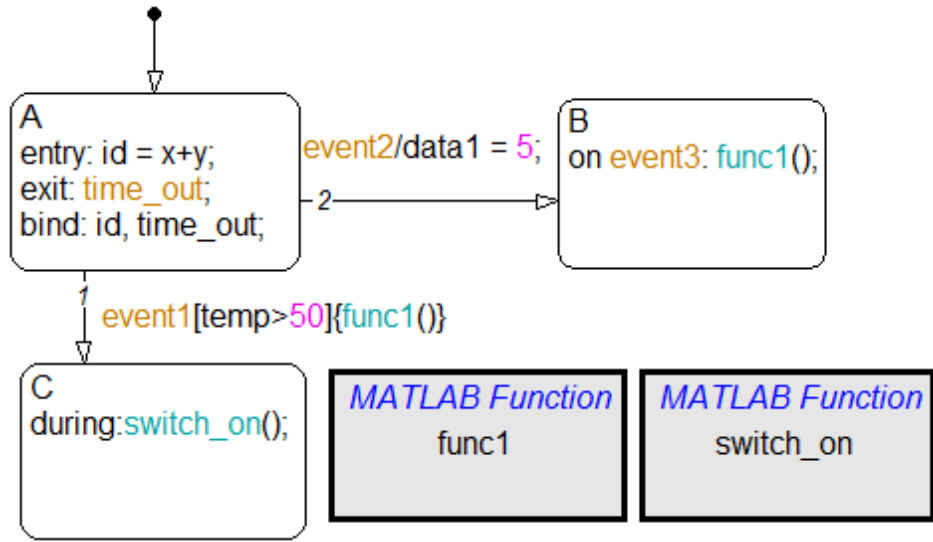 A
entry: id = x+y;
exit: time_out;
bind: id, time_out;
event2/data1 = 5;
2
B
on event3: func1();
1
event1[temp>50]{func1()}
C
during:switch_on();
MATLAB Function
func1
MATLAB Function
switch_on